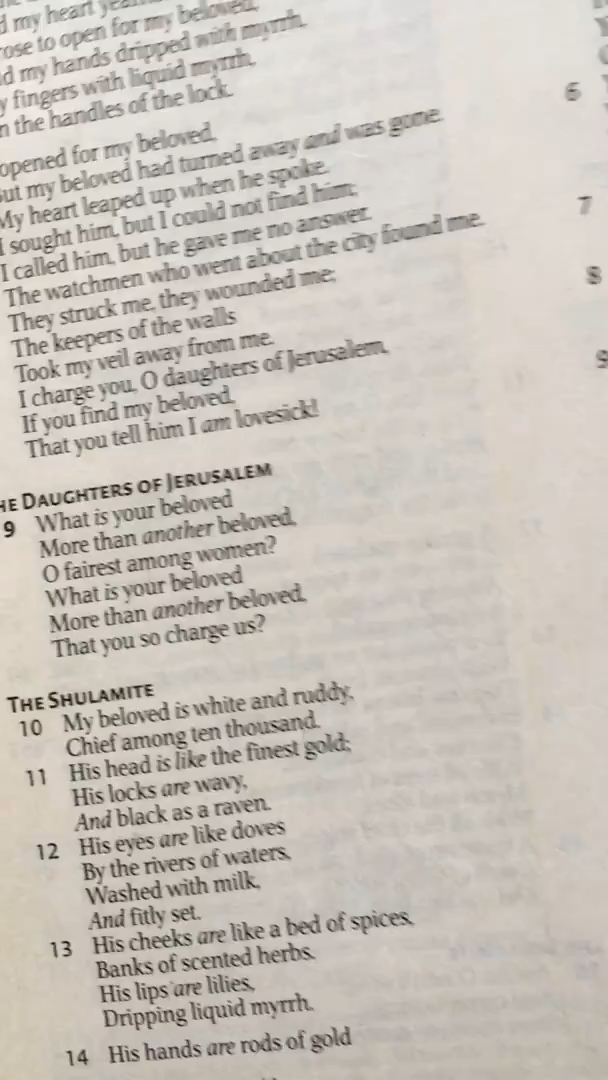 my heart
rose to open for my beloved,
my hands dripped with myrrh,
fingers with liquid myrrh,
the handles of the lock.
opened for my beloved,
but my beloved had turned away and was gone.
My heart leaped up when he spoke.
I sought him, but I could not find him;
I called him, but he gave me no answer.
The watchmen who went about the city found me.
They struck me, they wounded me;
The keepers of the walls
Took my veil away from me.
I charge you, O daughters of Jerusalem,
If you find my beloved,
That you tell him I am lovesick!
HE DAUGHTERS OF JERUSALEM
9 What is your beloved
More than another beloved,
O fairest among women?
What is your beloved
More than another beloved,
That you so charge us?
THE SHULAMITE
10 My beloved is white and ruddy,
Chief among ten thousand.
11 His head is like the finest gold;
His locks are wavy,
And black as a raven.
12 His eyes are like doves
By the rivers of waters,
Washed with milk,
And fitly set.
13 His cheeks are like a bed of spices,
Banks of scented herbs.
His lips are lilies,
Dripping liquid myrrh.
14 His hands are rods of gold
6
7
8
9